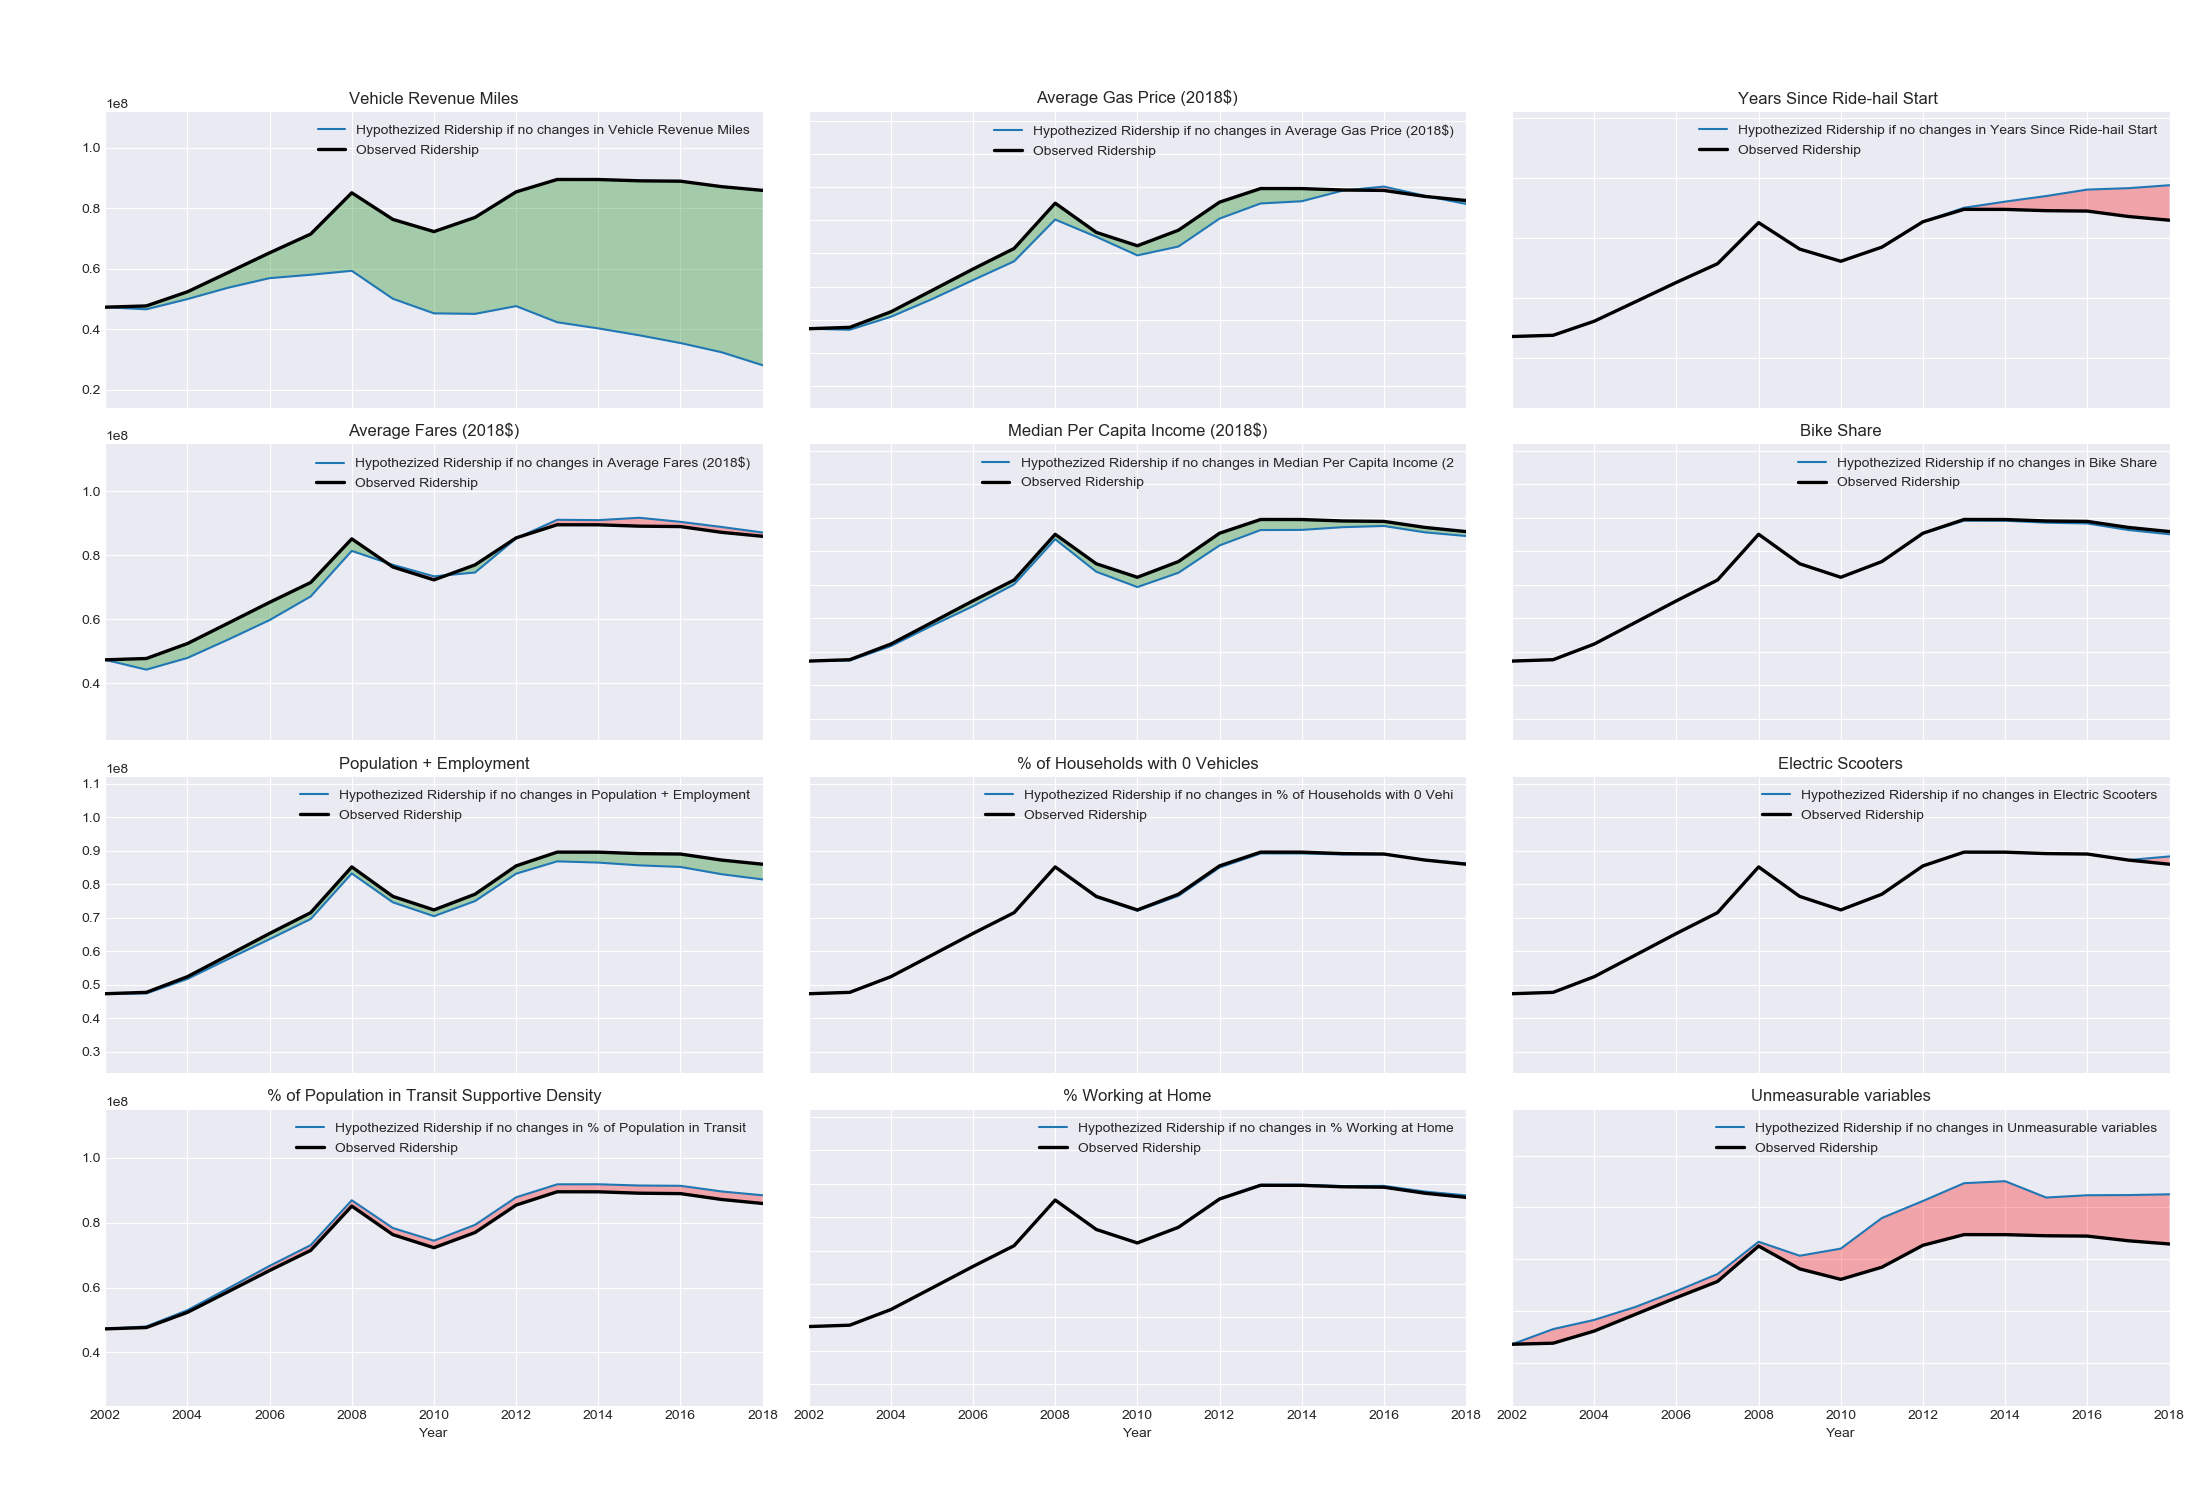 Vehicle Revenue Miles
1e8
Hypothezized Ridership if no changes in Vehicle Revenue Miles
Observed Ridership
1.0
0.8
0.6
0.4
0.2
Average Gas Price (2018$)
Hypothezized Ridership if no changes in Average Gas Price (2018$)
Observed Ridership
Years Since Ride-hail Start
Hypothezized Ridership if no changes in Years Since Ride-hail Start
Observed Ridership
Average Fares (2018$)
1e8
Hypothezized Ridership if no changes in Average Fares (2018$)
Observed Ridership
1.0
0.8
0.6
0.4
Median Per Capita Income (2018$)
Hypothezized Ridership if no changes in Median Per Capita Income (2
Observed Ridership
Bike Share
Hypothezized Ridership if no changes in Bike Share
Observed Ridership
Population + Employment
1e8
Hypothezized Ridership if no changes in Population + Employment
Observed Ridership
1.1
1.0
0.9
0.8
0.7
0.6
0.5
0.4
0.3
% of Households with 0 Vehicles
Hypothezized Ridership if no changes in % of Households with 0 Vehi
Observed Ridership
Electric Scooters
Hypothezized Ridership if no changes in Electric Scooters
Observed Ridership
% of Population in Transit Supportive Density
1e8
Hypothezized Ridership if no changes in % of Population in Transit
Observed Ridership
1.0
0.8
0.6
0.4
2002 2004 2006 2008 2010 2012 2014 2016 2018
Year
% Working at Home
Hypothezized Ridership if no changes in % Working at Home
Observed Ridership
2002 2004 2006 2008 2010 2012 2014 2016 2018
Year
Unmeasurable variables
Hypothezized Ridership if no changes in Unmeasurable variables
Observed Ridership
2002 2004 2006 2008 2010 2012 2014 2016 2018
Year